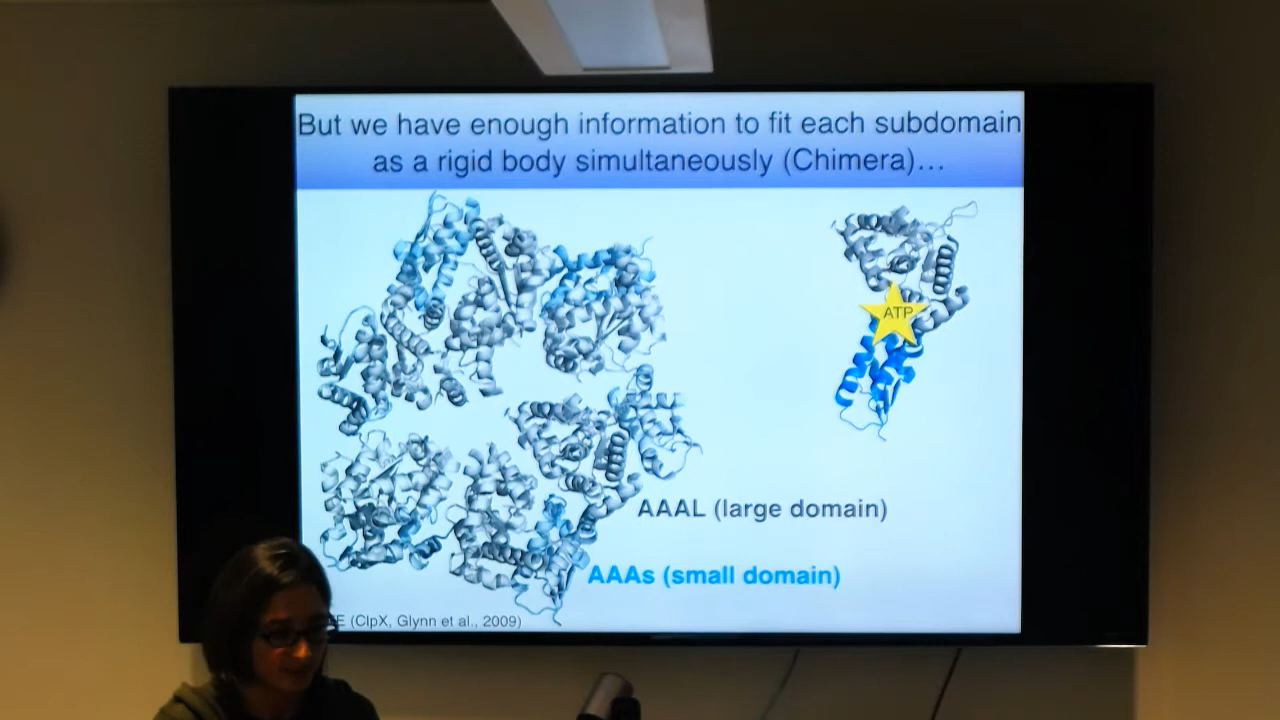 But we have enough information to fit each subdomain
as a rigid body simultaneously (Chimera)...
ATP
AAAL (large domain)
AAAs (small domain)
(ClpX, Glynn et al., 2009)